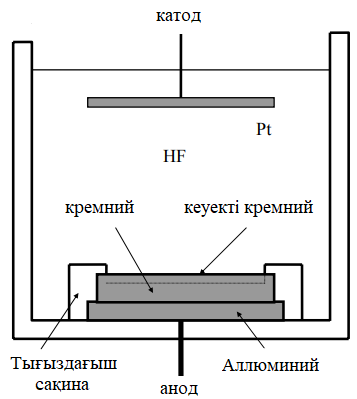 катод
Pt
HF
кремний
кеуекті кремний
Тығыздағыш
сақина
анод
Аллюминий